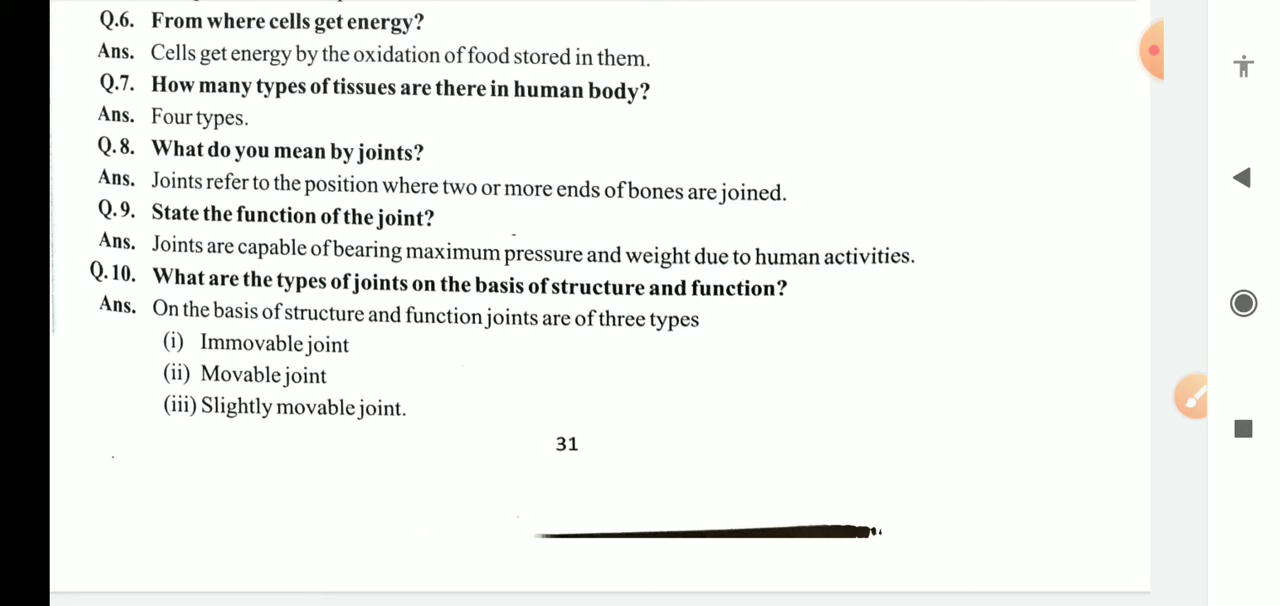 Q.6. From where cells get energy?
Ans. Cells get energy by the oxidation of food stored in them.
Q.7. How many types of tissues are there in human body?
Ans. Four types.
Q.8. What do you mean by joints?
Ans. Joints refer to the position where two or more ends of bones are joined.
Q.9. State the function of the joint?
Ans. Joints are capable of bearing maximum pressure and weight due to human activities.
Q.10. What are the types of joints on the basis of structure and function?
Ans. On the basis of structure and function joints are of three types
(i) Immovable joint
(ii) Movable joint
(iii) Slightly movable joint.
31